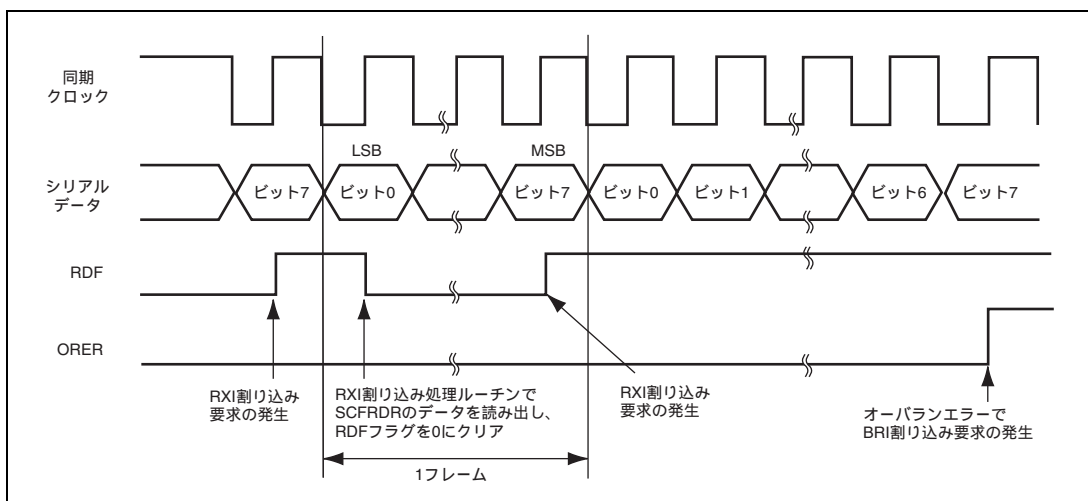 同期
クロック
LSB
MSB
シリアル
データ
ビット7
ビット0
ビット7
ビット0
ビット1
ビット6
ビット7
RDF
ORER
RXI割り込み
要求の発生
RXI割り込み処理ルーチンで
SCFRDRのデータを読み出し、
RDFフラグを0にクリア
RXI割り込み
要求の発生
オーバランエラーで
BRI割り込み要求の発生
1フレーム